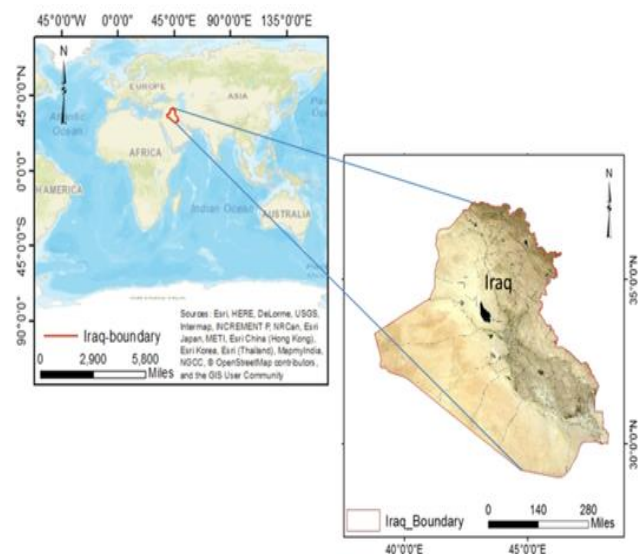 45°0'0"W 0°0'0"E 45°0'0"E 90°0'0"E 135°0'0"E
N
45°0'0"N
0°0'0"
45°0'0"S
90°0'0"S
EUROPE
ASIA
Atlantic
Ocean
AFRICA
H AMERICA
Indian Ocean
AUSTRALIA
Iraq-boundary
0 2,900 5,800
Miles
Sources: Esri, HERE, DeLorme, USGS,
Intermap, INCREMENT P, NRCan, Esri
Japan, METI, Esri China (Hong Kong),
Esri Korea, Esri (Thailand), MapmyIndia,
NGCC, © OpenStreetMap contributors,
and the GIS User Community
N
Iraq
35°0'0"N
30°0'0"N
Iraq_Boundary
0 140 280
Miles
40°0'0"E 45°0'0"E